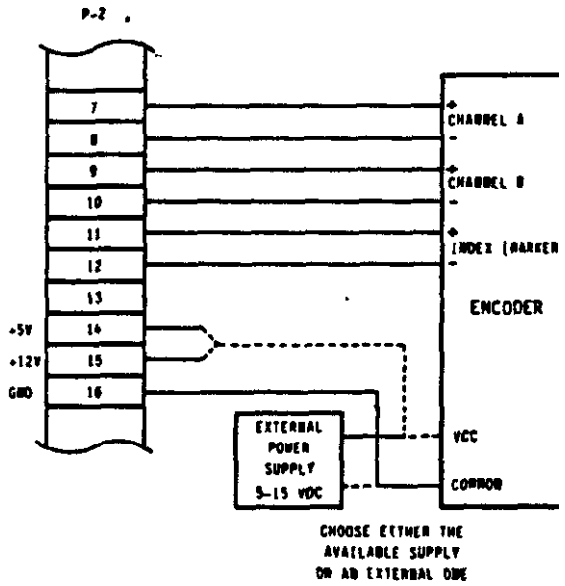 P-2
7
8
9
10
11
12
13
+5V 14
+12V 15
GND 16
+
CHANNEL A
-
+
CHANNEL B
-
+
INDEX (MARKER
-
ENCODER
VCC
COMMON
EXTERNAL
POWER
SUPPLY
5-15 VDC
CHOOSE EITHER THE
AVAILABLE SUPPLY
OR AN EXTERNAL ONE